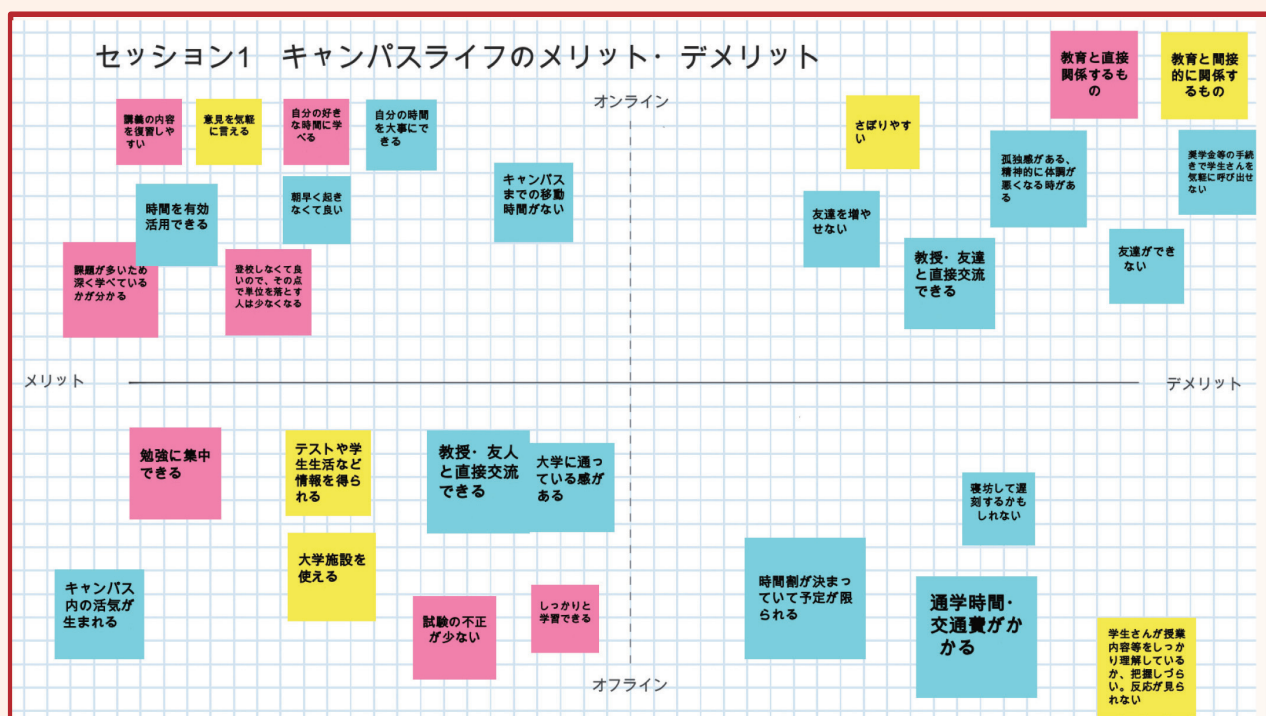 セッション1　キャンパスライフのメリット・デメリット
教育と直接
関係するも
の
教育と間接
的に関係す
るもの
オンライン
講義の内容
を復習しや
すい
意見を気軽
に言える
自分の好き
な時間に学
べる
自分の時間
を大事にで
きる
さぼりやす
い
孤独感がある、
精神的に体調が
悪くなる時があ
る
奨学金等の手続
きで学生さんを
気軽に呼び出せ
ない
時間を有効
活用できる
朝早く起き
なくて良い
キャンパス
までの移動
時間がない
友達を増や
せない
教授・友達
と直接交流
できる
友達ができ
ない
課題が多いため
深く学べている
かが分かる
登校しなくて良
いので、その点
で単位を落とす
人は少なくなる
メリット
デメリット
勉強に集中
できる
テストや学
生生活など
情報を得ら
れる
教授・友人
と直接交流
できる
大学に通っ
ている感が
ある
寝坊して遅
刻するかも
しれない
キャンパス
内の活気が
生まれる
大学施設を
使える
試験の不正
が少ない
しっかりと
学習できる
時間割が決まっ
ていて予定が限
られる
通学時間・
交通費がか
かる
学生さんが授業
内容等をしっか
り理解している
か、把握しづら
い。反応が見ら
れない
オフライン